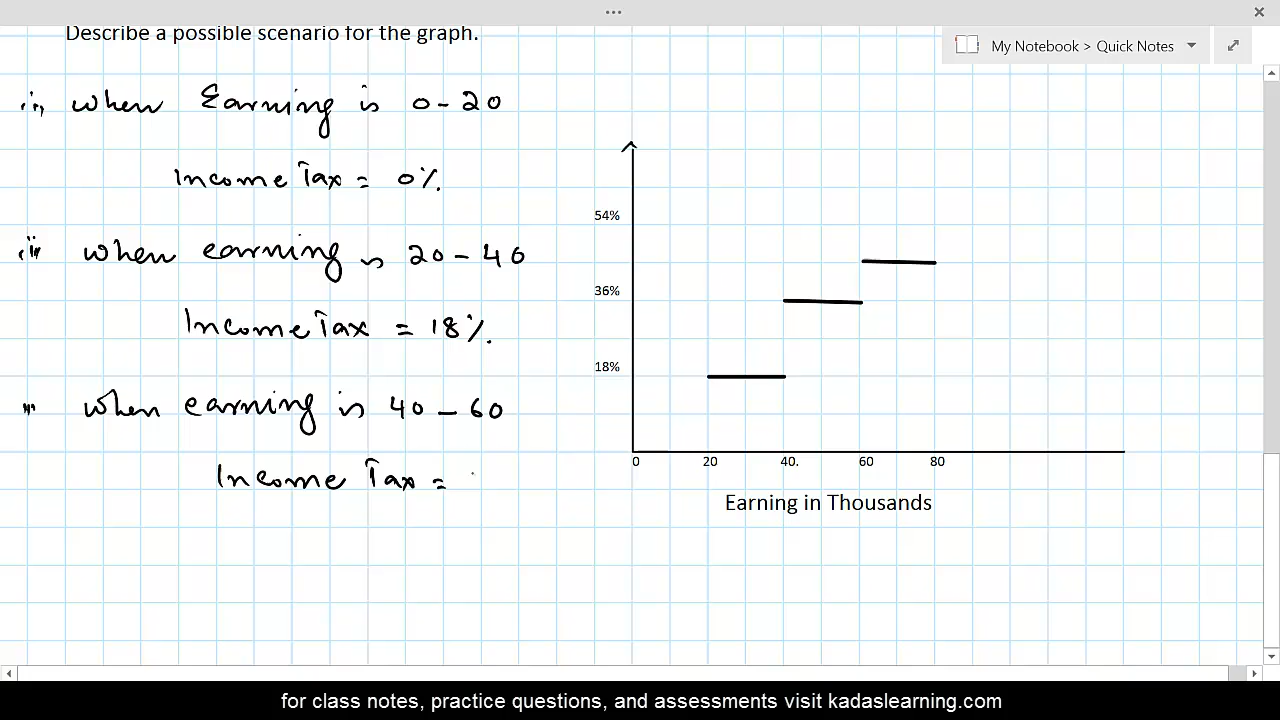 Describe a possible scenario for the graph.
My Notebook > Quick Notes
i, when Earning is 0-20
Income Tax = 0%.
ii when earning is 20-40
Income Tax = 18%.
iii when earning is 40-60
Income Tax =
54%
36%
18%
0 20 40. 60 80
Earning in Thousands
for class notes, practice questions, and assessments visit kadaslearning.com